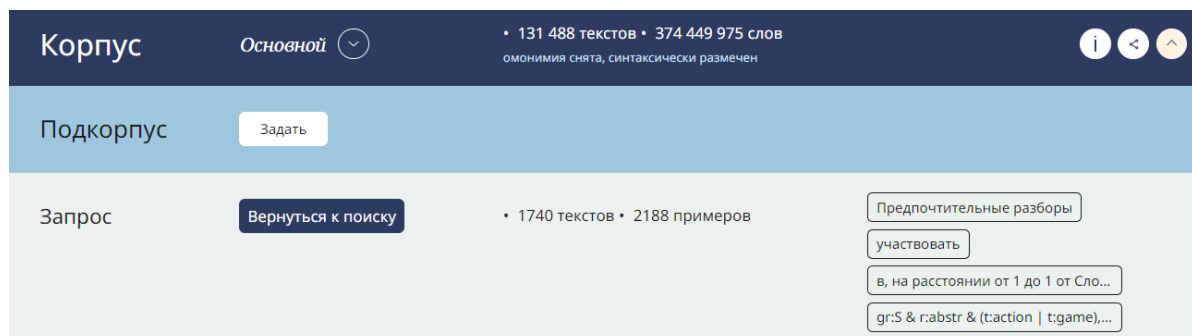 Корпус
Основной
• 131 488 текстов • 374 449 975 слов
омонимия снята, синтаксически размечен
i
Подкорпус
Задать
Запрос
Вернуться к поиску
• 1740 текстов • 2188 примеров
Предпочтительные разборы
участвовать
в, на расстоянии от 1 до 1 от Сло...
gr:S & r:abstr & (t:action | t:game),...